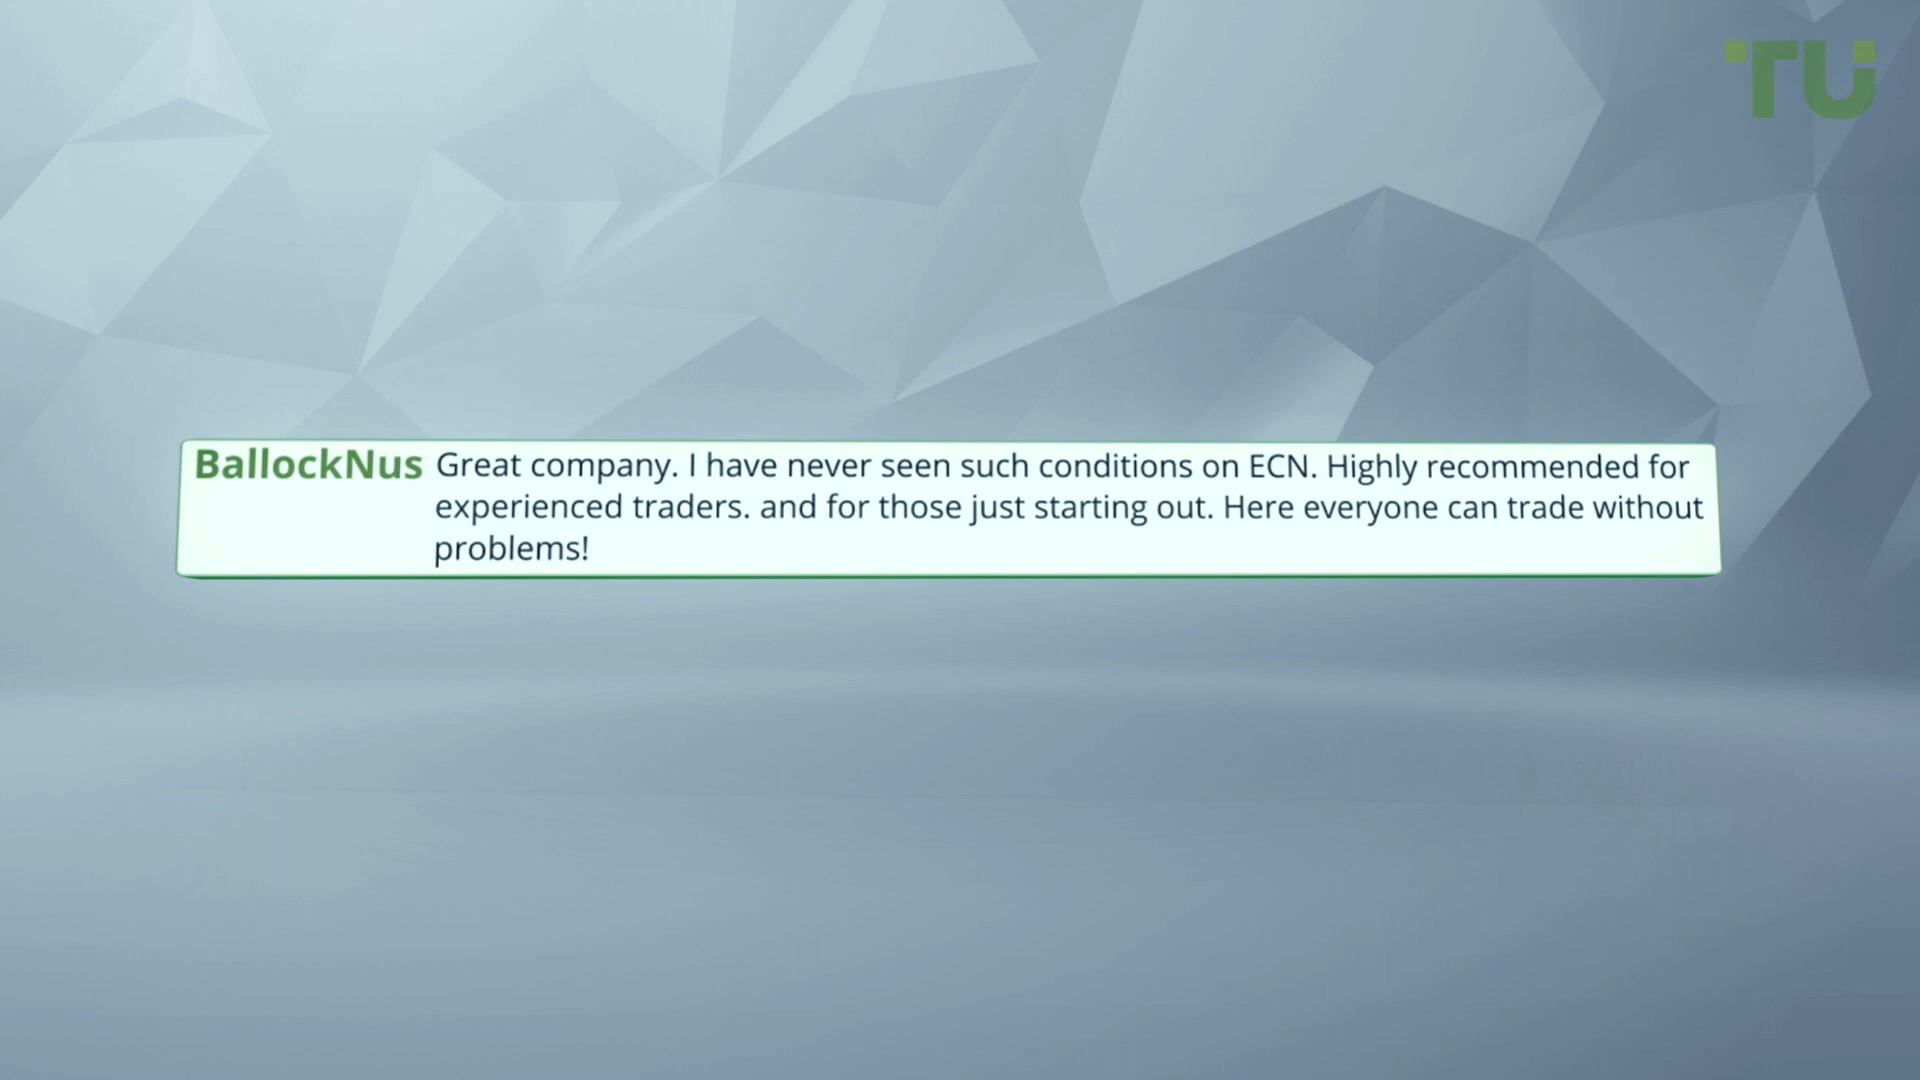 TU
BallockNus Great company. I have never seen such conditions on ECN. Highly recommended for
experienced traders. and for those just starting out. Here everyone can trade without
problems!